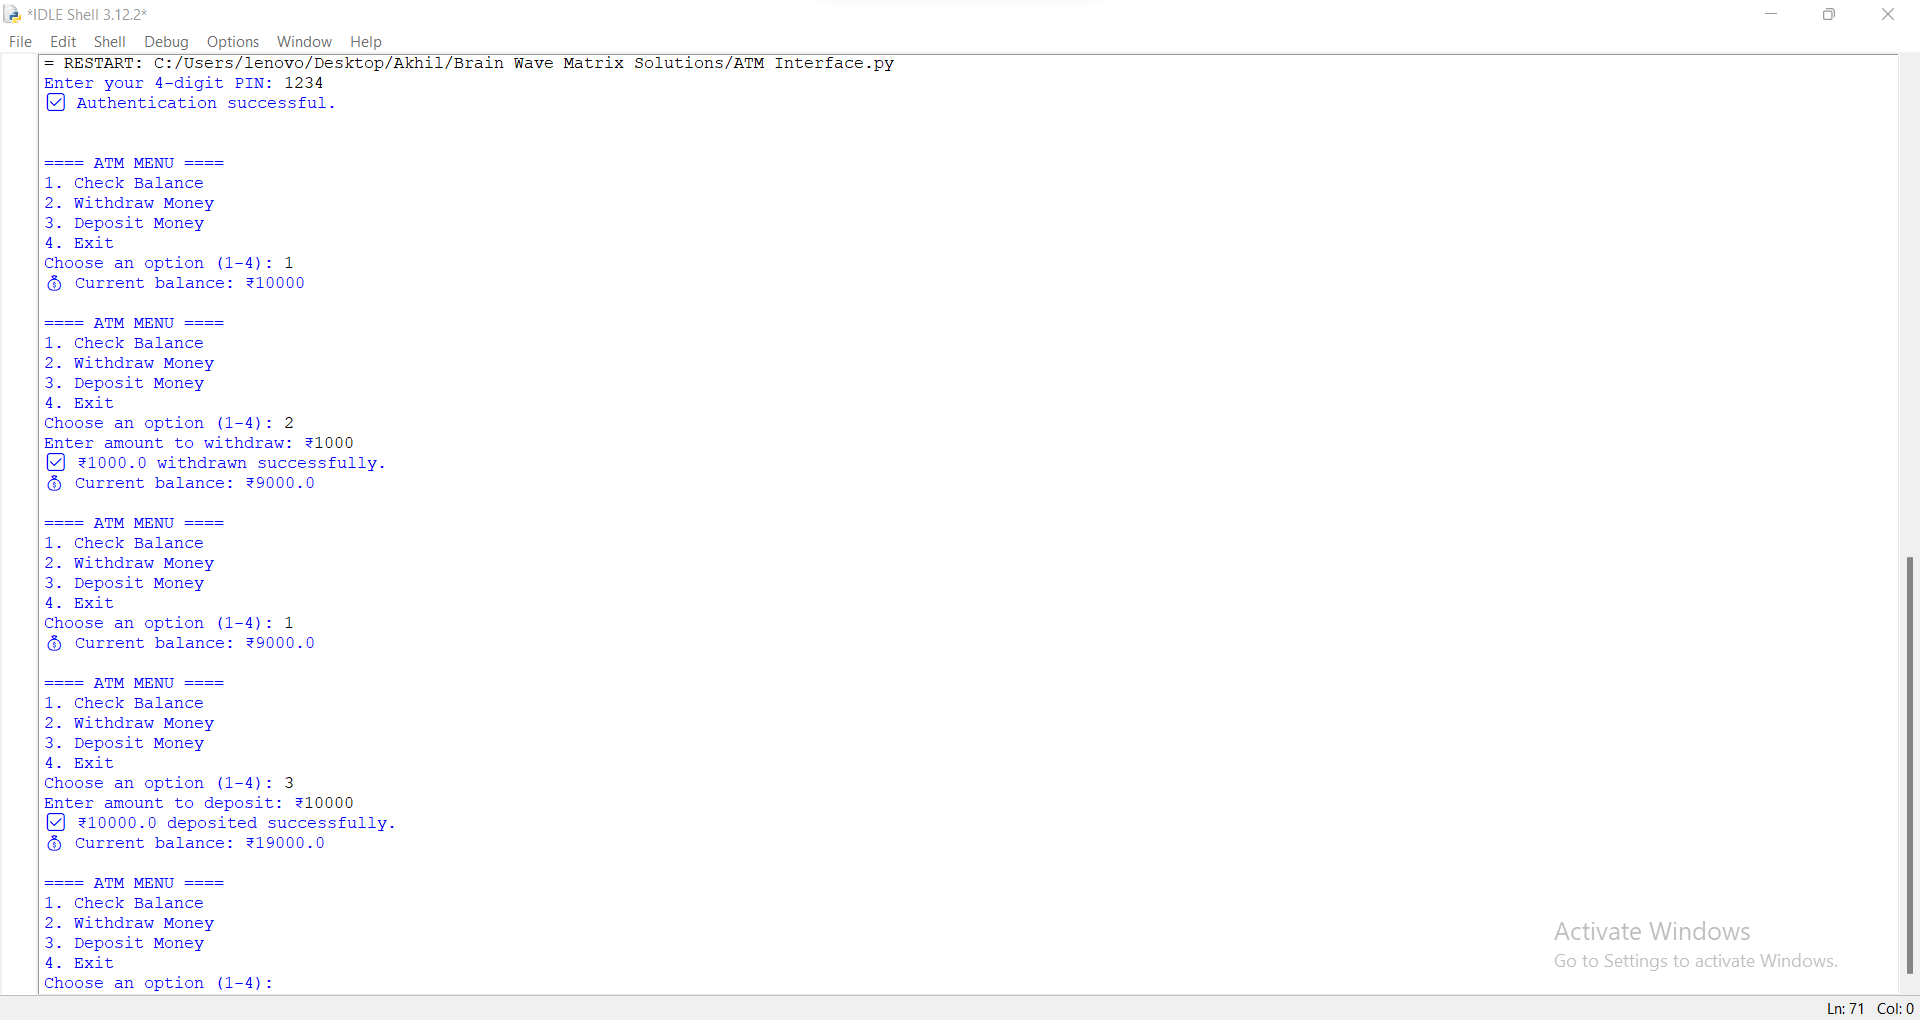 *IDLE Shell 3.12.2*
File Edit Shell Debug Options Window Help
= RESTART: C:/Users/lenovo/Desktop/Akhil/Brain Wave Matrix Solutions/ATM Interface.py
Enter your 4-digit PIN: 1234
☑ Authentication successful.
==== ATM MENU ====
1. Check Balance
2. Withdraw Money
3. Deposit Money
4. Exit
Choose an option (1-4): 1
💰 Current balance: ₹10000
==== ATM MENU ====
1. Check Balance
2. Withdraw Money
3. Deposit Money
4. Exit
Choose an option (1-4): 2
Enter amount to withdraw: ₹1000
☑ ₹1000.0 withdrawn successfully.
💰 Current balance: ₹9000.0
==== ATM MENU ====
1. Check Balance
2. Withdraw Money
3. Deposit Money
4. Exit
Choose an option (1-4): 1
💰 Current balance: ₹9000.0
==== ATM MENU ====
1. Check Balance
2. Withdraw Money
3. Deposit Money
4. Exit
Choose an option (1-4): 3
Enter amount to deposit: ₹10000
☑ ₹10000.0 deposited successfully.
💰 Current balance: ₹19000.0
==== ATM MENU ====
1. Check Balance
2. Withdraw Money
3. Deposit Money
4. Exit
Choose an option (1-4):
Activate Windows
Go to Settings to activate Windows.
Ln: 71 Col: 0